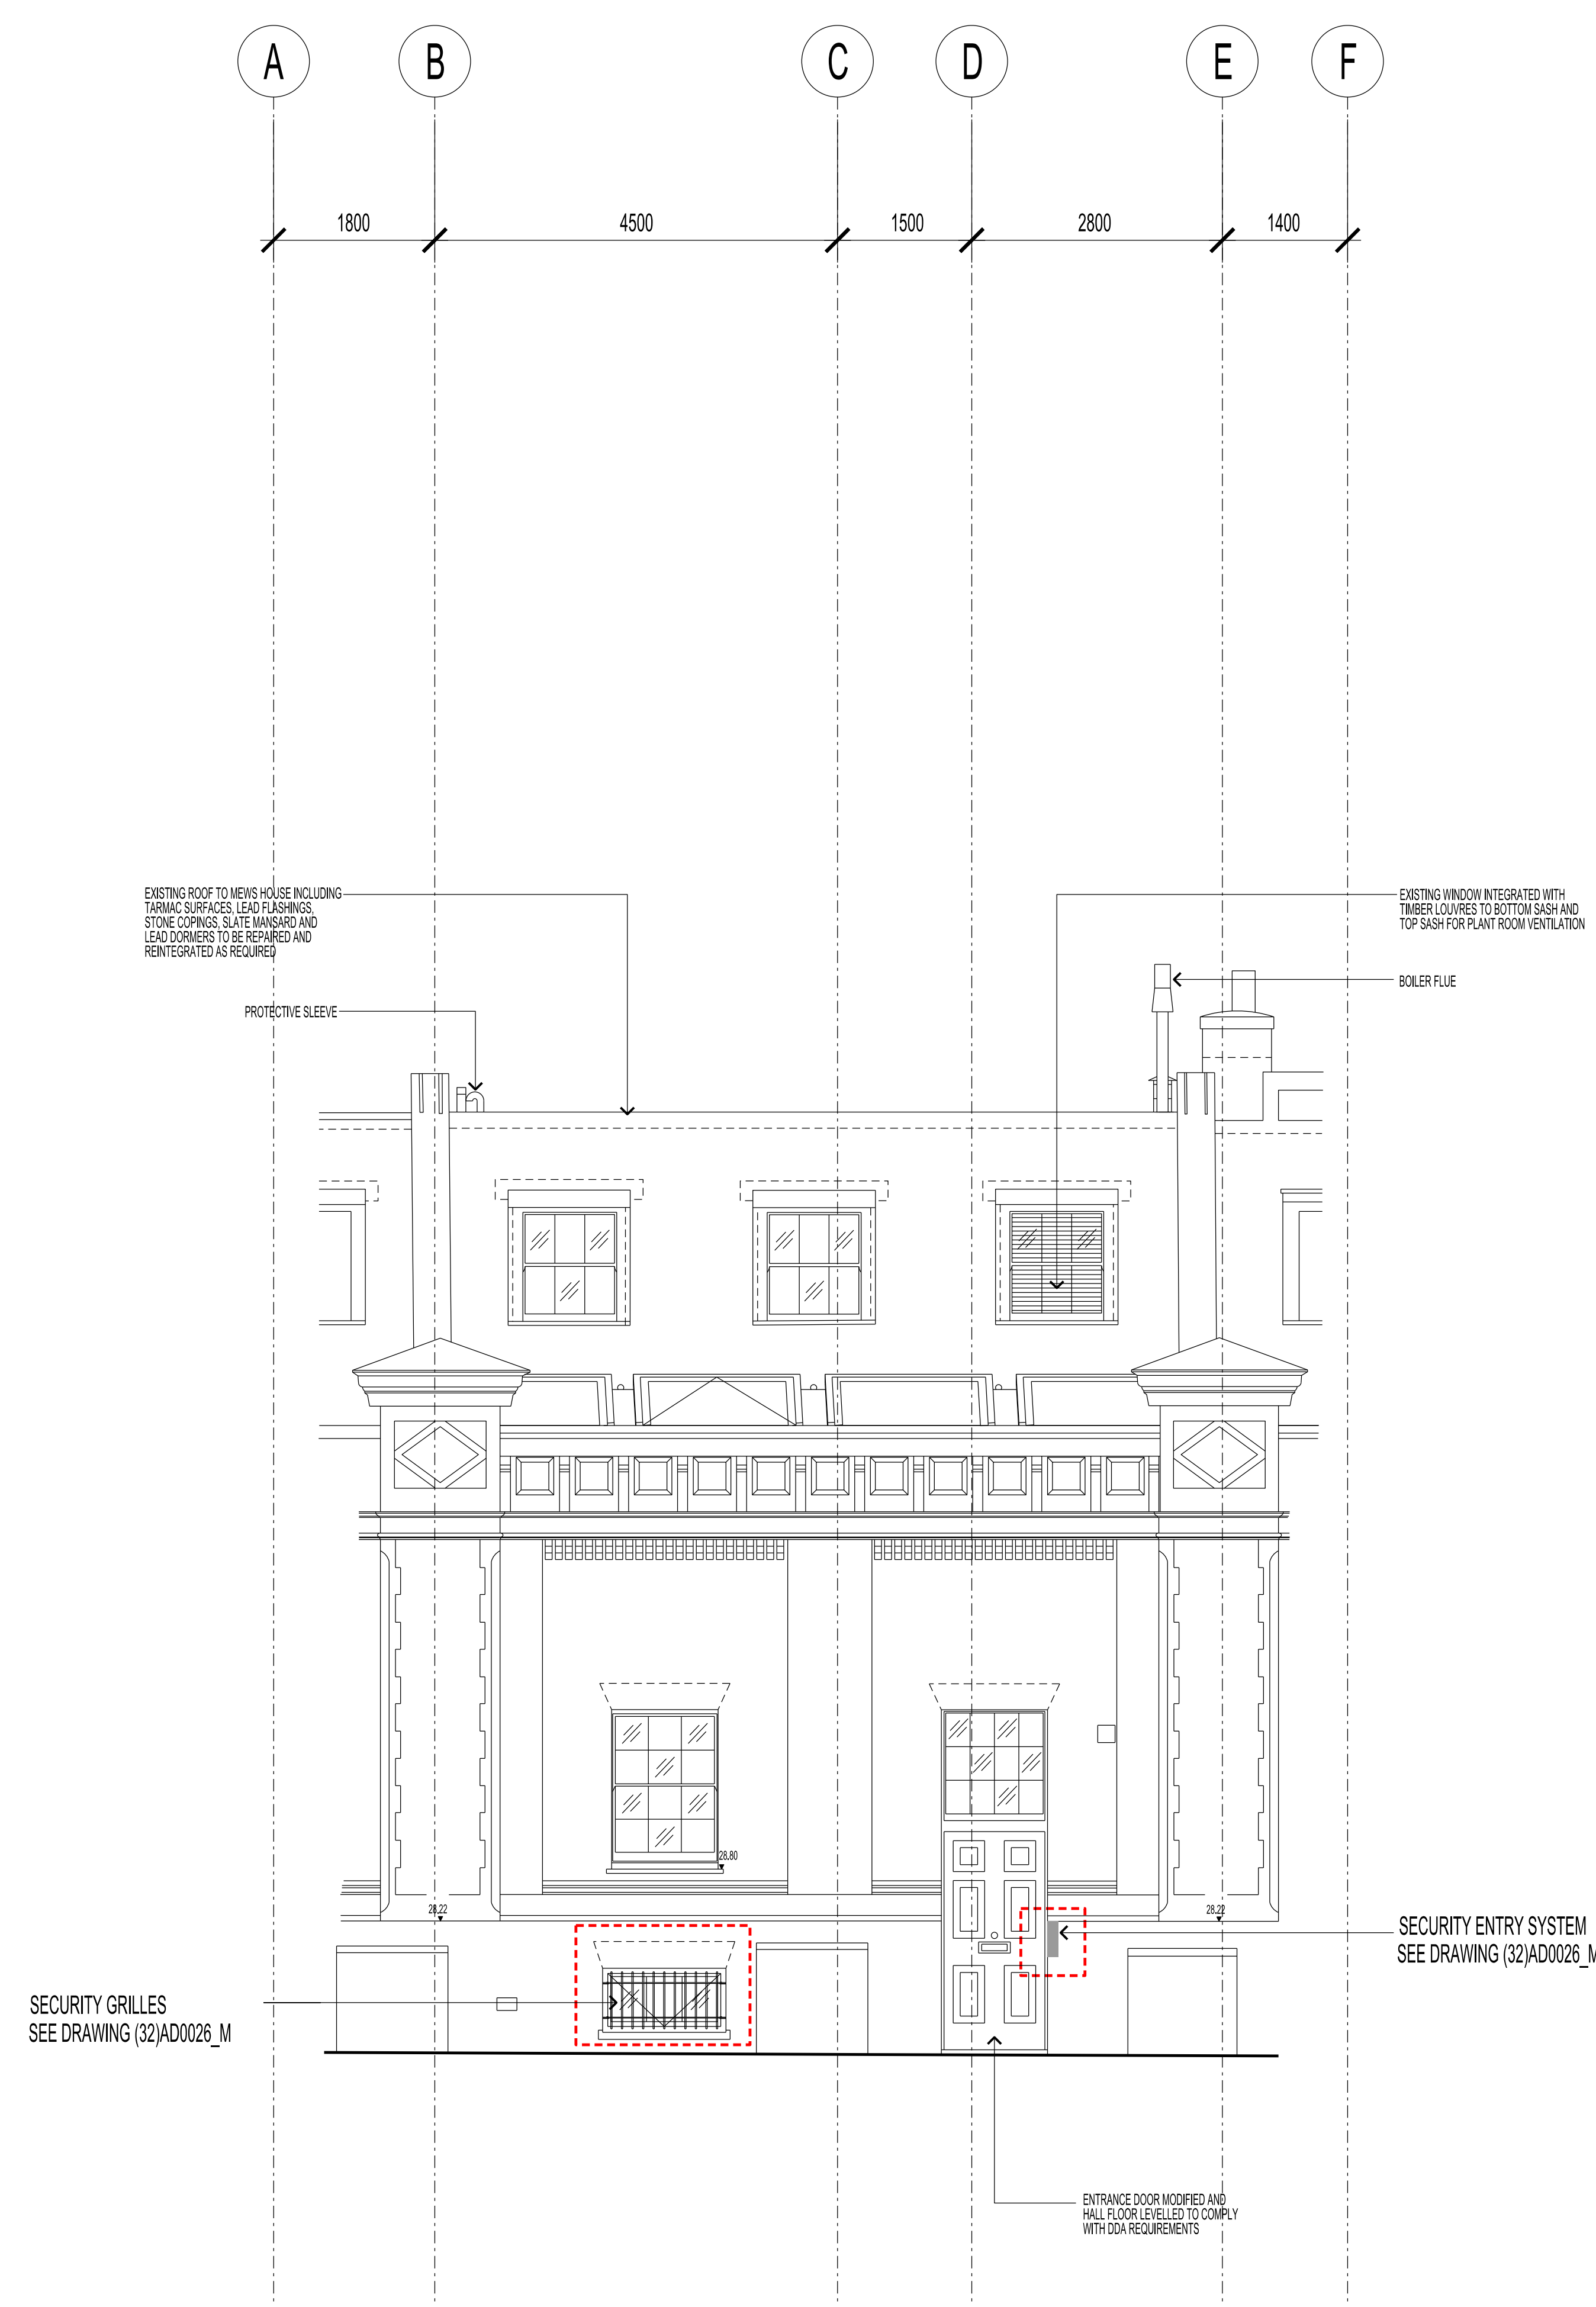 A
B
C
D
E
F
1800
4500
1500
2800
1400
EXISTING ROOF TO MEWS HOUSE INCLUDING
TARMAC SURFACES, LEAD FLASHINGS,
STONE COPINGS, SLATE MANSARD AND
LEAD DORMERS TO BE REPAIRED AND
REINTEGRATED AS REQUIRED
EXISTING WINDOW INTEGRATED WITH
TIMBER LOUVRES TO BOTTOM SASH AND
TOP SASH FOR PLANT ROOM VENTILATION
BOILER FLUE
PROTECTIVE SLEEVE
28.80
28.22
28.22
SECURITY ENTRY SYSTEM
SEE DRAWING (32)AD0026_M
SECURITY GRILLES
SEE DRAWING (32)AD0026_M
ENTRANCE DOOR MODIFIED AND
HALL FLOOR LEVELLED TO COMPLY
WITH DDA REQUIREMENTS